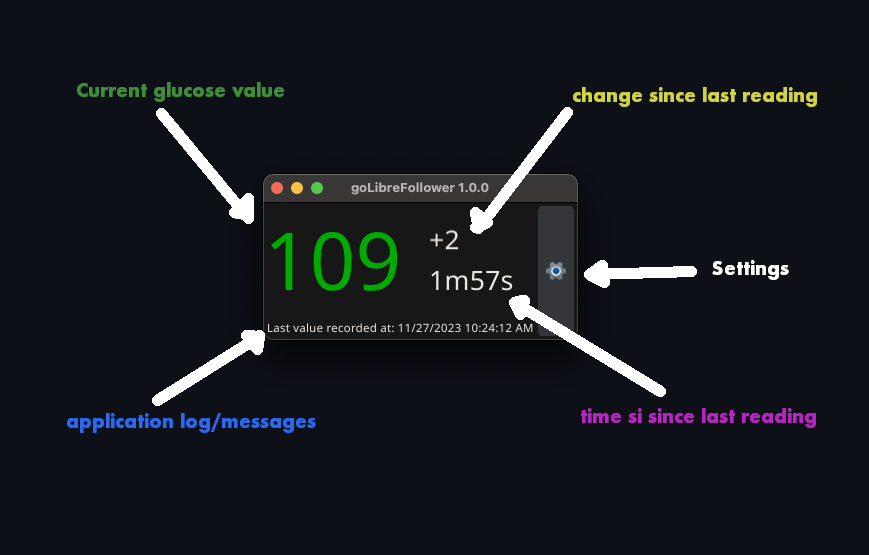 Current glucose value
change since last reading
goLibreFollower 1.0.0
109
+2
1m57s
Settings
Last value recorded at: 11/27/2023 10:24:12 AM
application log/messages
time si since last reading